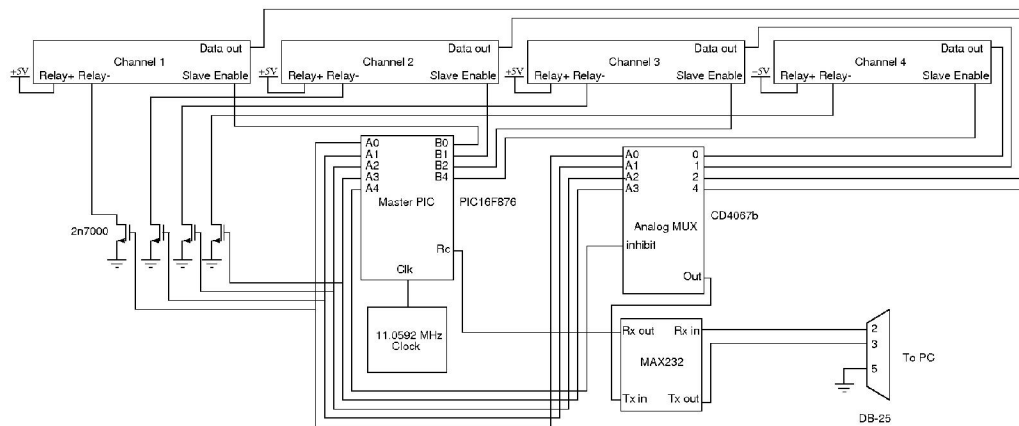 Data out Data out Data out Data out
Channel 1 Channel 2 Channel 3 Channel 4
+5V Relay+ Relay- Slave Enable +5V Relay+ Relay- Slave Enable +5V Relay+ Relay- Slave Enable Relay+ Relay- Slave Enable
A0 B0
A1 B1
A2 B2
A3 B4
A4
Master PIC
PIC16F876
Rc
Clk
2n7000
11.0592 MHz
Clock
A0 0
A1 1
A2 2
A3 4
CD4067b
Analog MUX
inhibit
Out
Rx out Rx in
MAX232
Tx in Tx out
2
3
5
To PC
DB-25